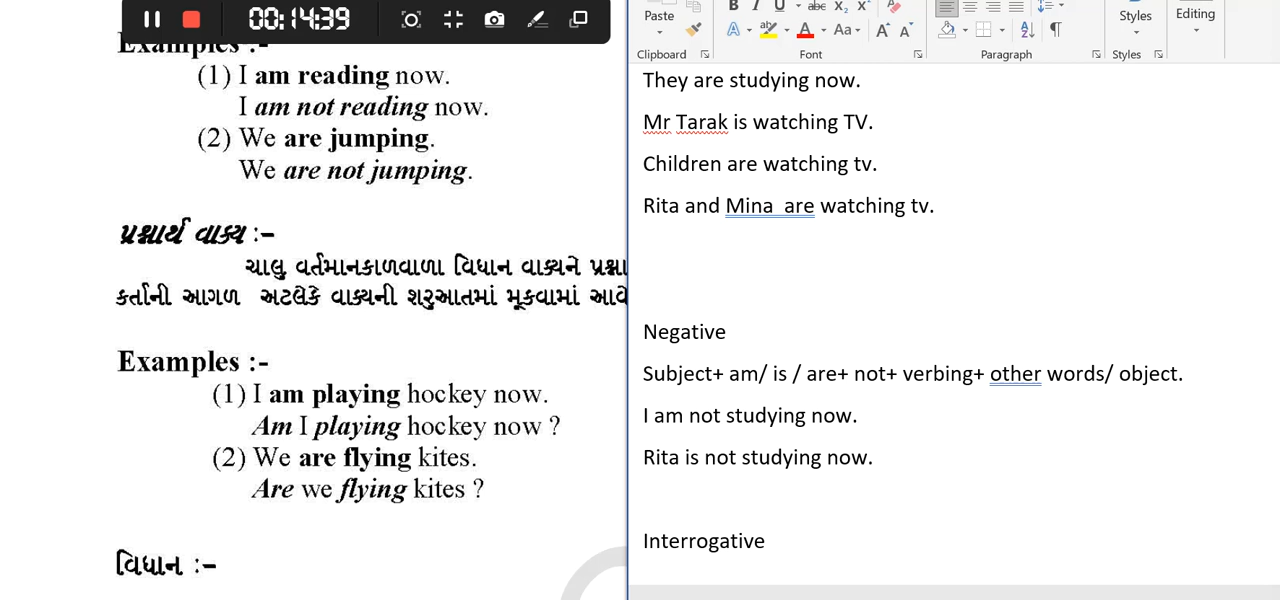 00:14:39
Examples :-
(1) I am reading now.
I am not reading now.
(2) We are jumping.
We are not jumping.
પ્રશ્નાર્થ વાક્ય :-
ચાલુ વર્તમાનકાળવાળા વિધાન વાક્યને પ્રશ્ના
કર્તાની આગળ અટલેકે વાક્યની શરુઆતમાં મૂકવામાં આવે
Examples :-
(1) I am playing hockey now.
Am I playing hockey now ?
(2) We are flying kites.
Are we flying kites ?
વિધાન :-
Paste
B I U abc X₂ X²
A aby A Aa A A
Styles
Editing
Clipboard
Font
Paragraph
Styles
They are studying now.
Mr Tarak is watching TV.
Children are watching tv.
Rita and Mina are watching tv.
Negative
Subject+ am/ is / are+ not+ verbing+ other words/ object.
I am not studying now.
Rita is not studying now.
Interrogative